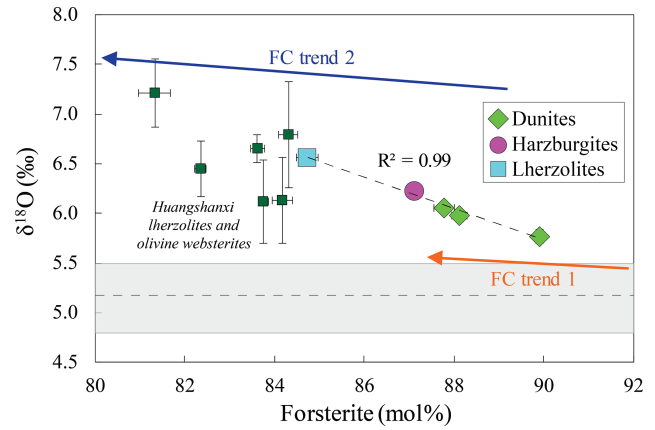 8.0
7.5
7.0
6.5
6.0
5.5
5.0
4.5
δ¹⁸O (‰)
FC trend 2
Dunites
Harzburgites
Lherzolites
R² = 0.99
Huangshanxi
lherzolites and
olivine websterites
FC trend 1
80
82
84
86
88
90
92
Forsterite (mol%)